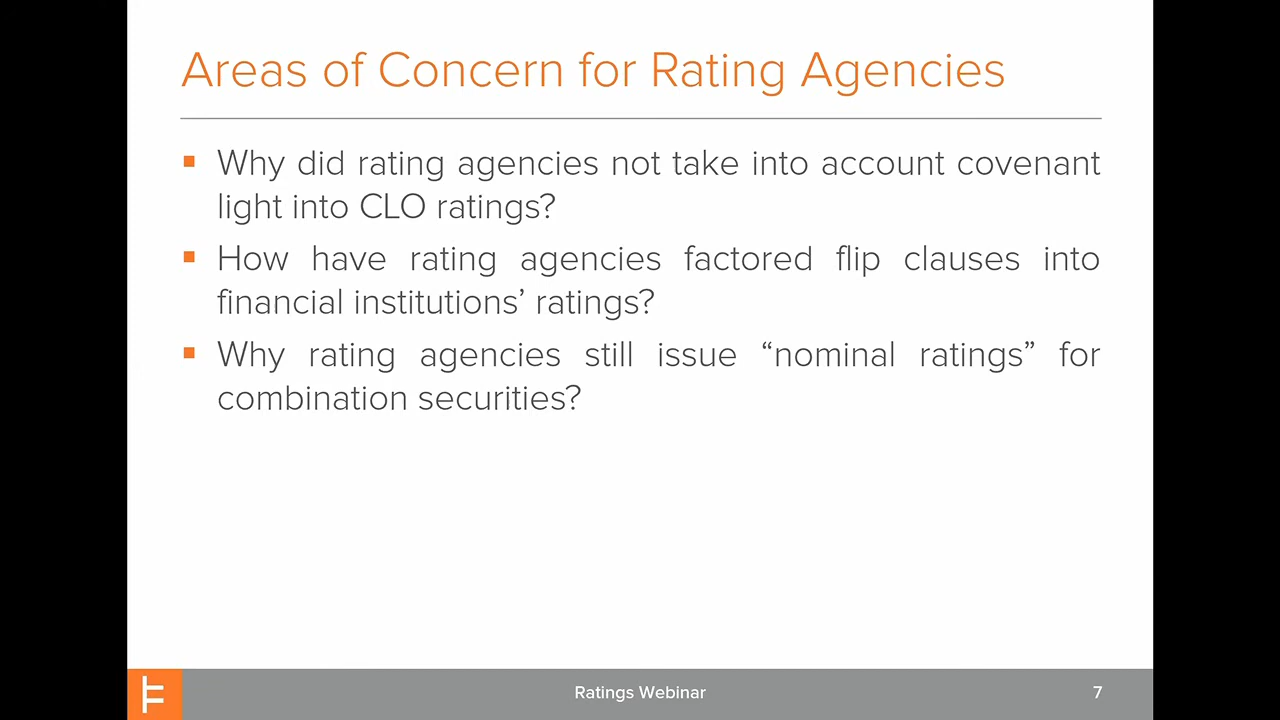 Areas of Concern for Rating Agencies
Why did rating agencies not take into account covenant
light into CLO ratings?
How have rating agencies factored flip clauses into
financial institutions’ ratings?
Why rating agencies still issue “nominal ratings” for
combination securities?
Ratings Webinar
7